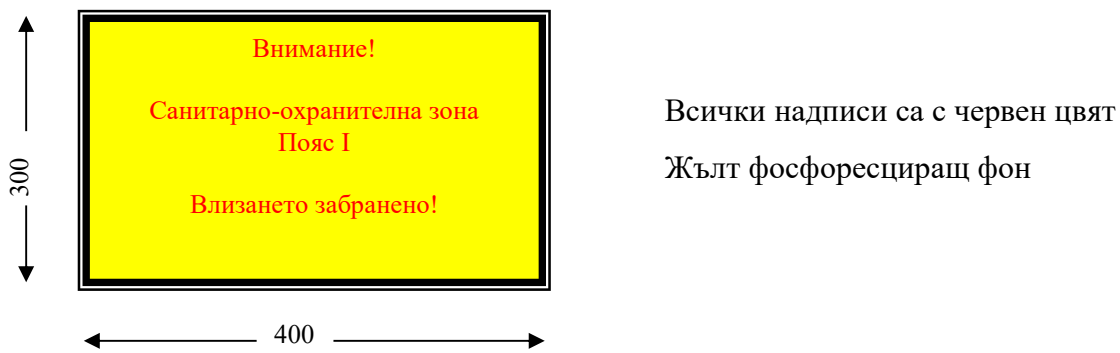 Внимание!
Санитарно-охранителна зона
Пояс I
Влизането забранено!
300
400
Всички надписи са с червен цвят
Жълт фосфоресциращ фон